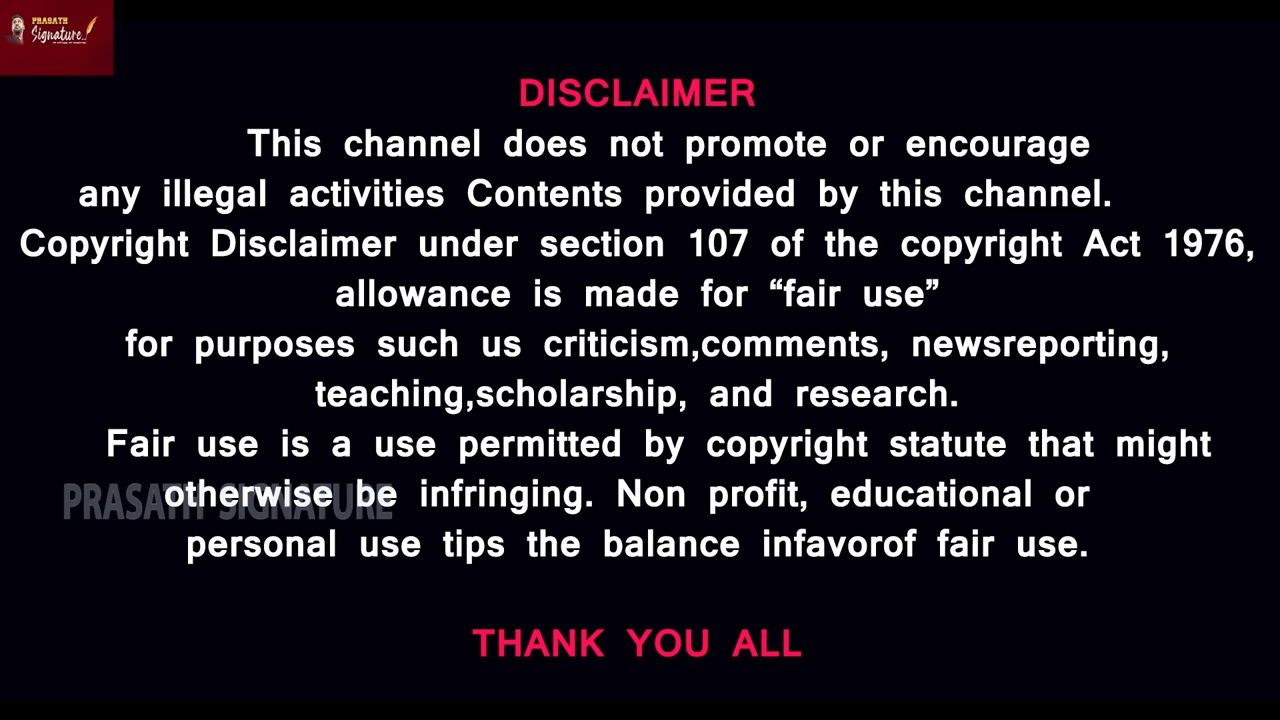 PRASATH
Signature
DISCLAIMER
This channel does not promote or encourage
any illegal activities Contents provided by this channel.
Copyright Disclaimer under section 107 of the copyright Act 1976,
allowance is made for “fair use”
for purposes such us criticism,comments, newsreporting,
teaching,scholarship, and research.
Fair use is a use permitted by copyright statute that might
otherwise be infringing. Non profit, educational or
PRASATH SIGNATURE
personal use tips the balance infavorof fair use.
THANK YOU ALL